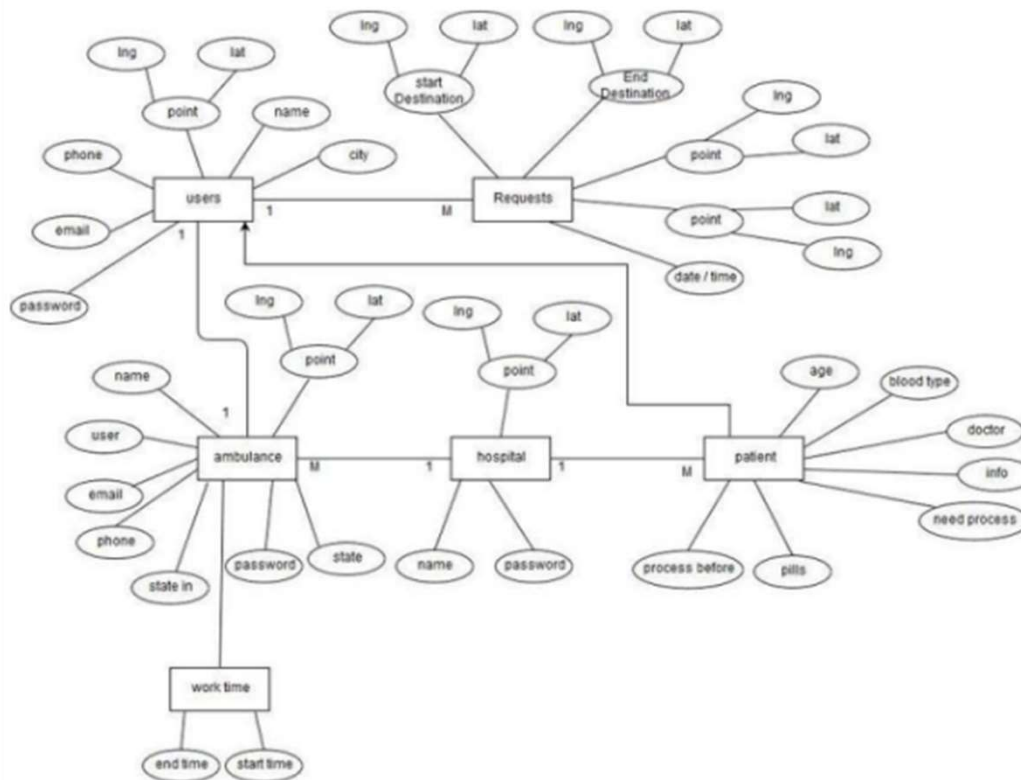 lng
lat
lng
lat
lng
lat
point
name
start
Destination
End
Destination
lng
phone
city
point
lat
users
Requests
1
M
lat
email
1
point
lng
password
date / time
lng
lat
lng
lat
point
point
name
age
blood type
1
user
doctor
ambulance
M
1
hospital
1
M
patient
info
email
need process
phone
state in
password
state
name
password
process before
pills
work time
end time
start time